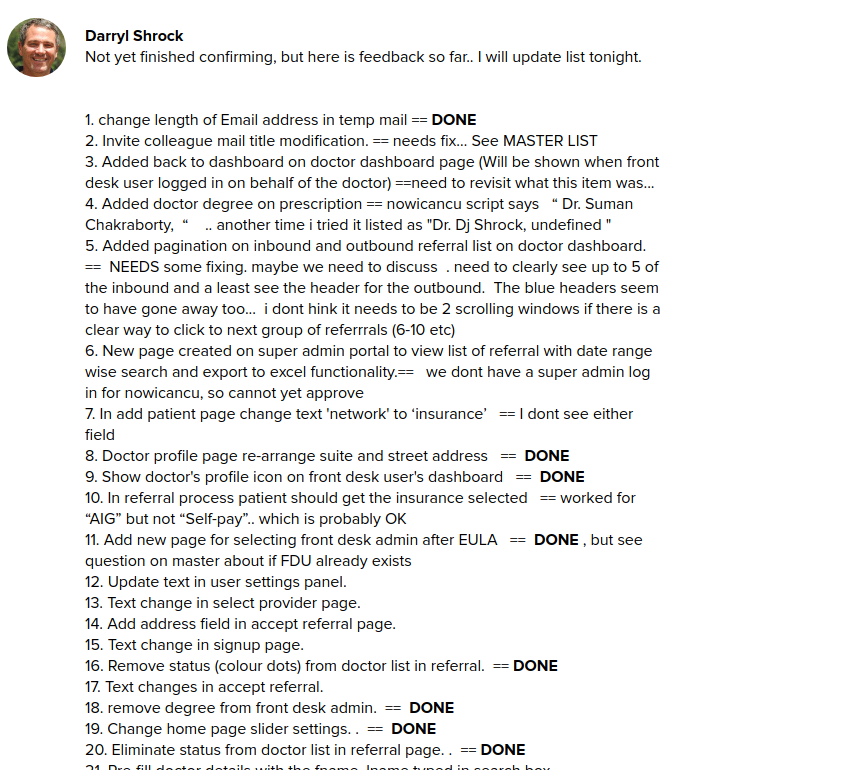 Darryl Shrock
Not yet finished confirming, but here is feedback so far.. I will update list tonight.
1. change length of Email address in temp mail == DONE
2. Invite colleague mail title modification. == needs fix... See MASTER LIST
3. Added back to dashboard on doctor dashboard page (Will be shown when front
desk user logged in on behalf of the doctor) ==need to revisit what this item was...
4. Added doctor degree on prescription == nowicancu script says “ Dr. Suman
Chakraborty, “ .. another time i tried it listed as "Dr. Dj Shrock, undefined "
5. Added pagination on inbound and outbound referral list on doctor dashboard.
== NEEDS some fixing. maybe we need to discuss . need to clearly see up to 5 of
the inbound and a least see the header for the outbound. The blue headers seem
to have gone away too... i dont hink it needs to be 2 scrolling windows if there is a
clear way to click to next group of referrrals (6-10 etc)
6. New page created on super admin portal to view list of referral with date range
wise search and export to excel functionality.== we dont have a super admin log
in for nowicancu, so cannot yet approve
7. In add patient page change text 'network' to ‘insurance’ == I dont see either
field
8. Doctor profile page re-arrange suite and street address == DONE
9. Show doctor's profile icon on front desk user's dashboard == DONE
10. In referral process patient should get the insurance selected == worked for
“AIG” but not “Self-pay”.. which is probably OK
11. Add new page for selecting front desk admin after EULA == DONE , but see
question on master about if FDU already exists
12. Update text in user settings panel.
13. Text change in select provider page.
14. Add address field in accept referral page.
15. Text change in signup page.
16. Remove status (colour dots) from doctor list in referral. == DONE
17. Text changes in accept referral.
18. remove degree from front desk admin. == DONE
19. Change home page slider settings. . == DONE
20. Eliminate status from doctor list in referral page. . == DONE
21. Pre-fill doctor details with the fname, lname typed in search box